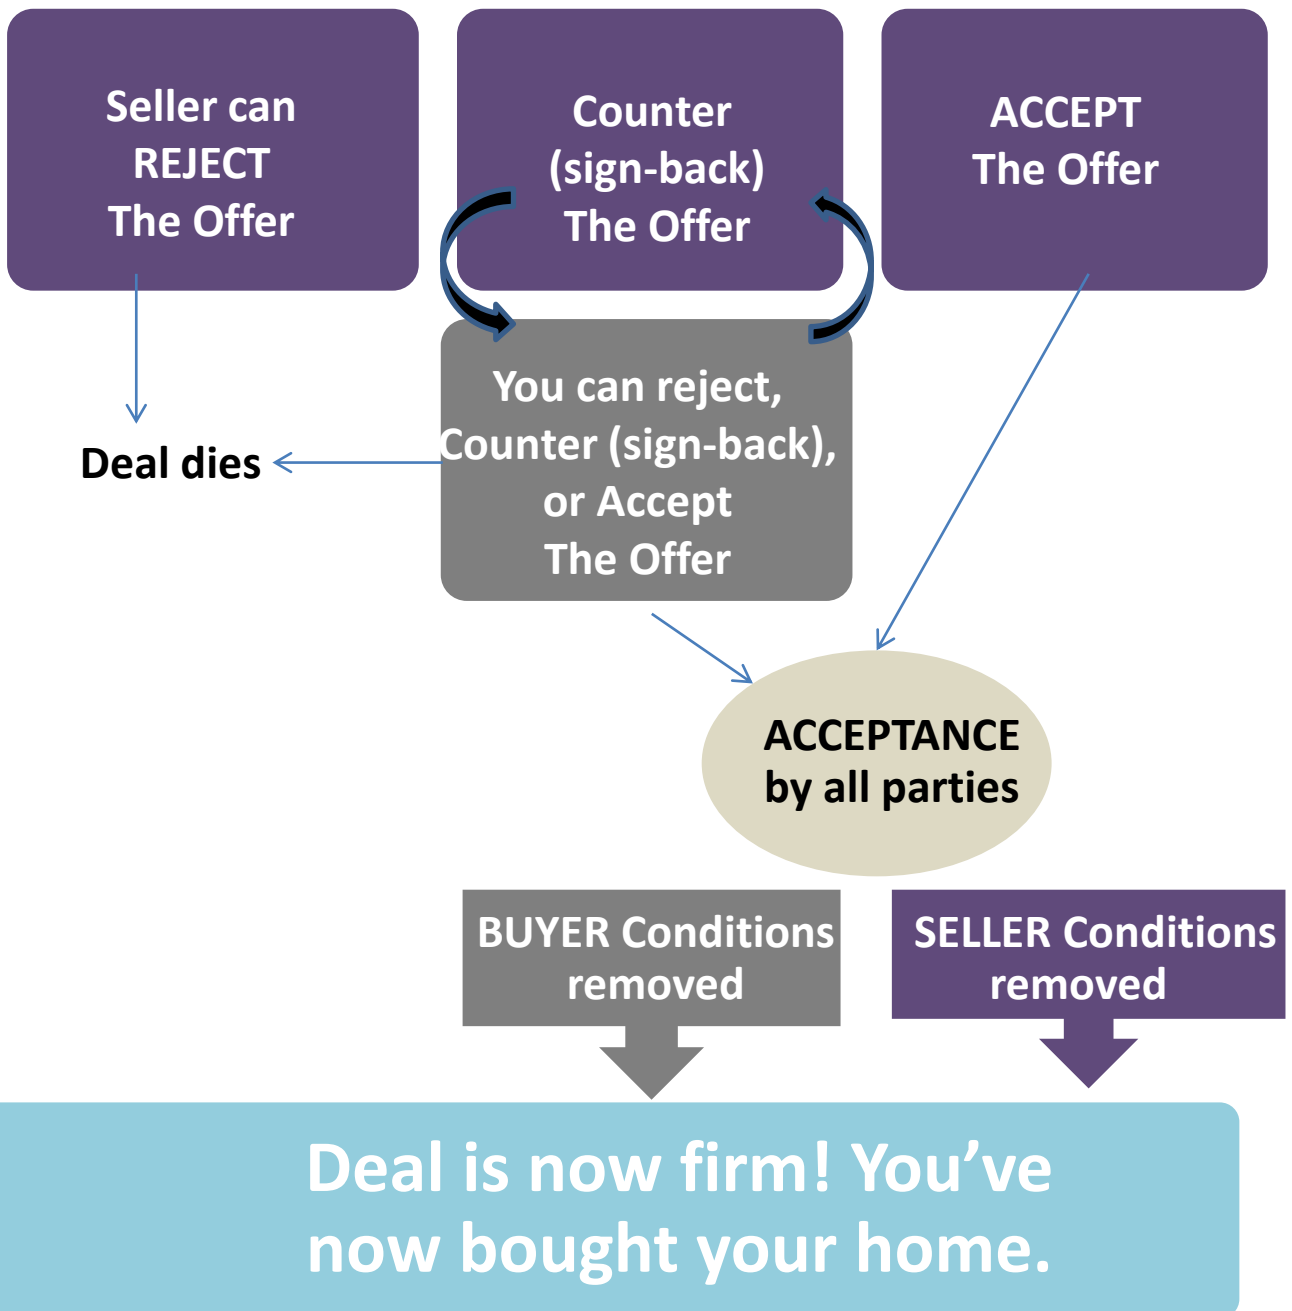 Seller can
REJECT
The Offer
Counter
(sign-back)
The Offer
ACCEPT
The Offer
You can reject,
Counter (sign-back),
or Accept
The Offer
Deal dies
ACCEPTANCE
by all parties
BUYER Conditions
removed
SELLER Conditions
removed
Deal is now firm! You’ve
now bought your home.